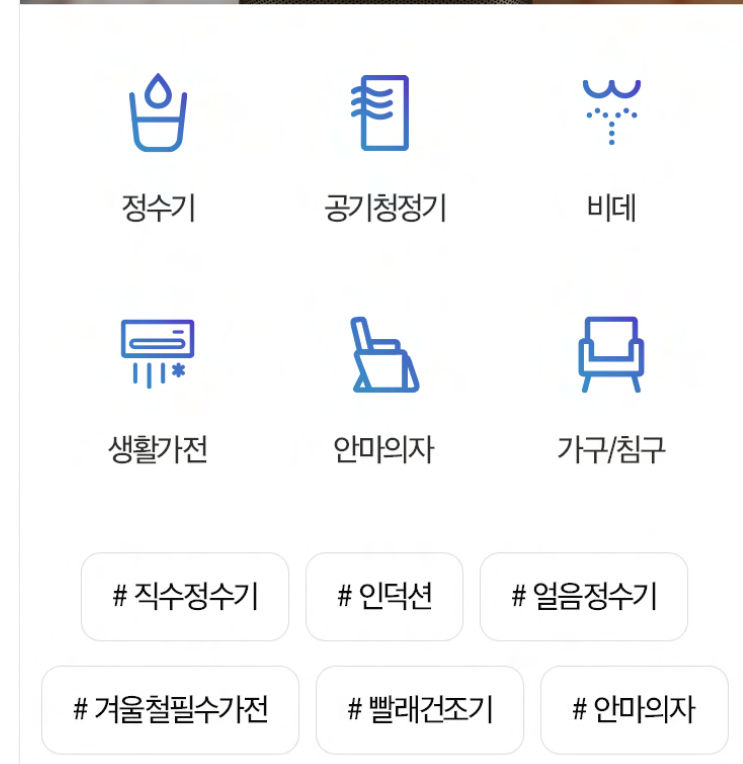 정수기 공기청정기 비데
생활가전 안마의자 가구/침구
# 직수정수기 # 인덕션 # 얼음정수기
# 겨울철필수가전 # 빨래건조기 # 안마의자